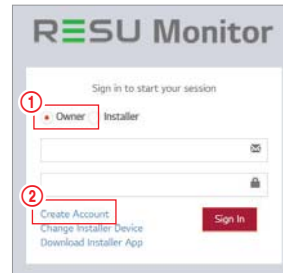 RESU Monitor
Sign in to start your session
1
Owner Installer
2
Create Account
Sign In
Change Installer Device
Download Installer App